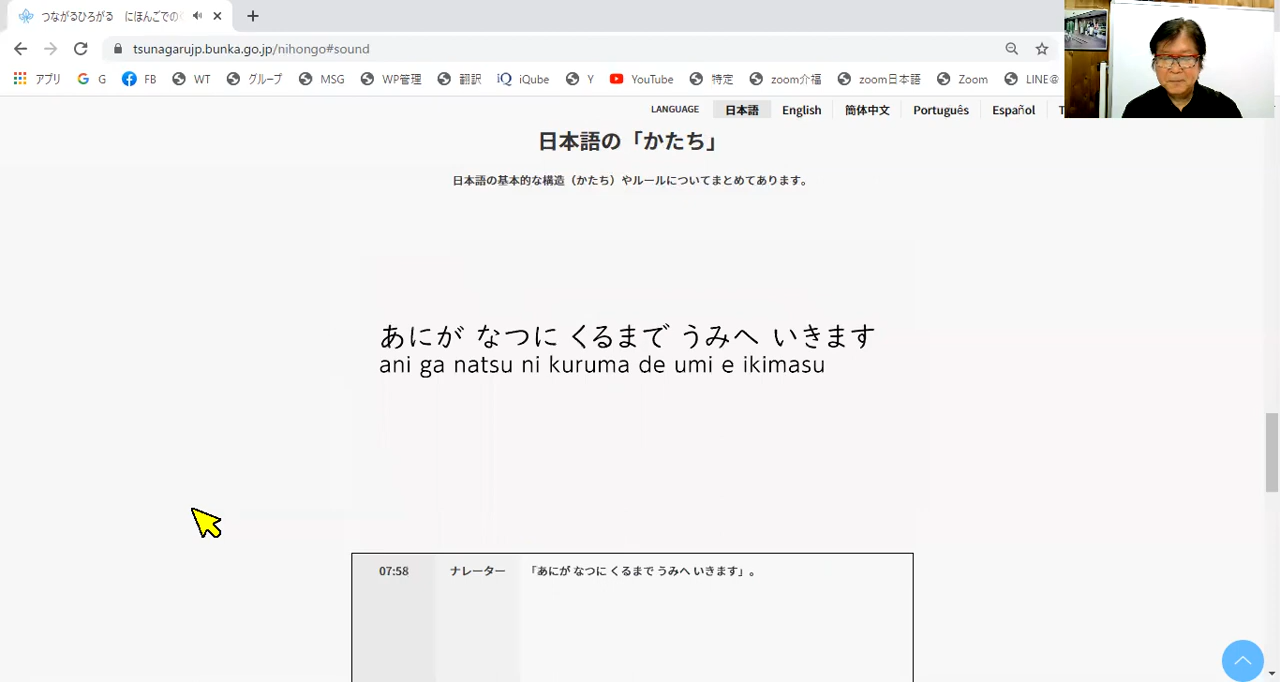 つながるひろがる にほんごでの
tsunagarujp.bunka.go.jp/nihongo#sound
アプリ G FB WT グループ MSG WP管理 翻訳 iQ iQube Y YouTube 特定 zoom介福 zoom日本語 Zoom LINE@
LANGUAGE 日本語 English 简体中文 Português Español
日本語の「かたち」
日本語の基本的な構造（かたち）やルールについてまとめてあります。
あにが なつに くるまで うみへ いきます
ani ga natsu ni kuruma de umi e ikimasu
07:58 ナレーター 「あにが なつに くるまで うみへ いきます」。